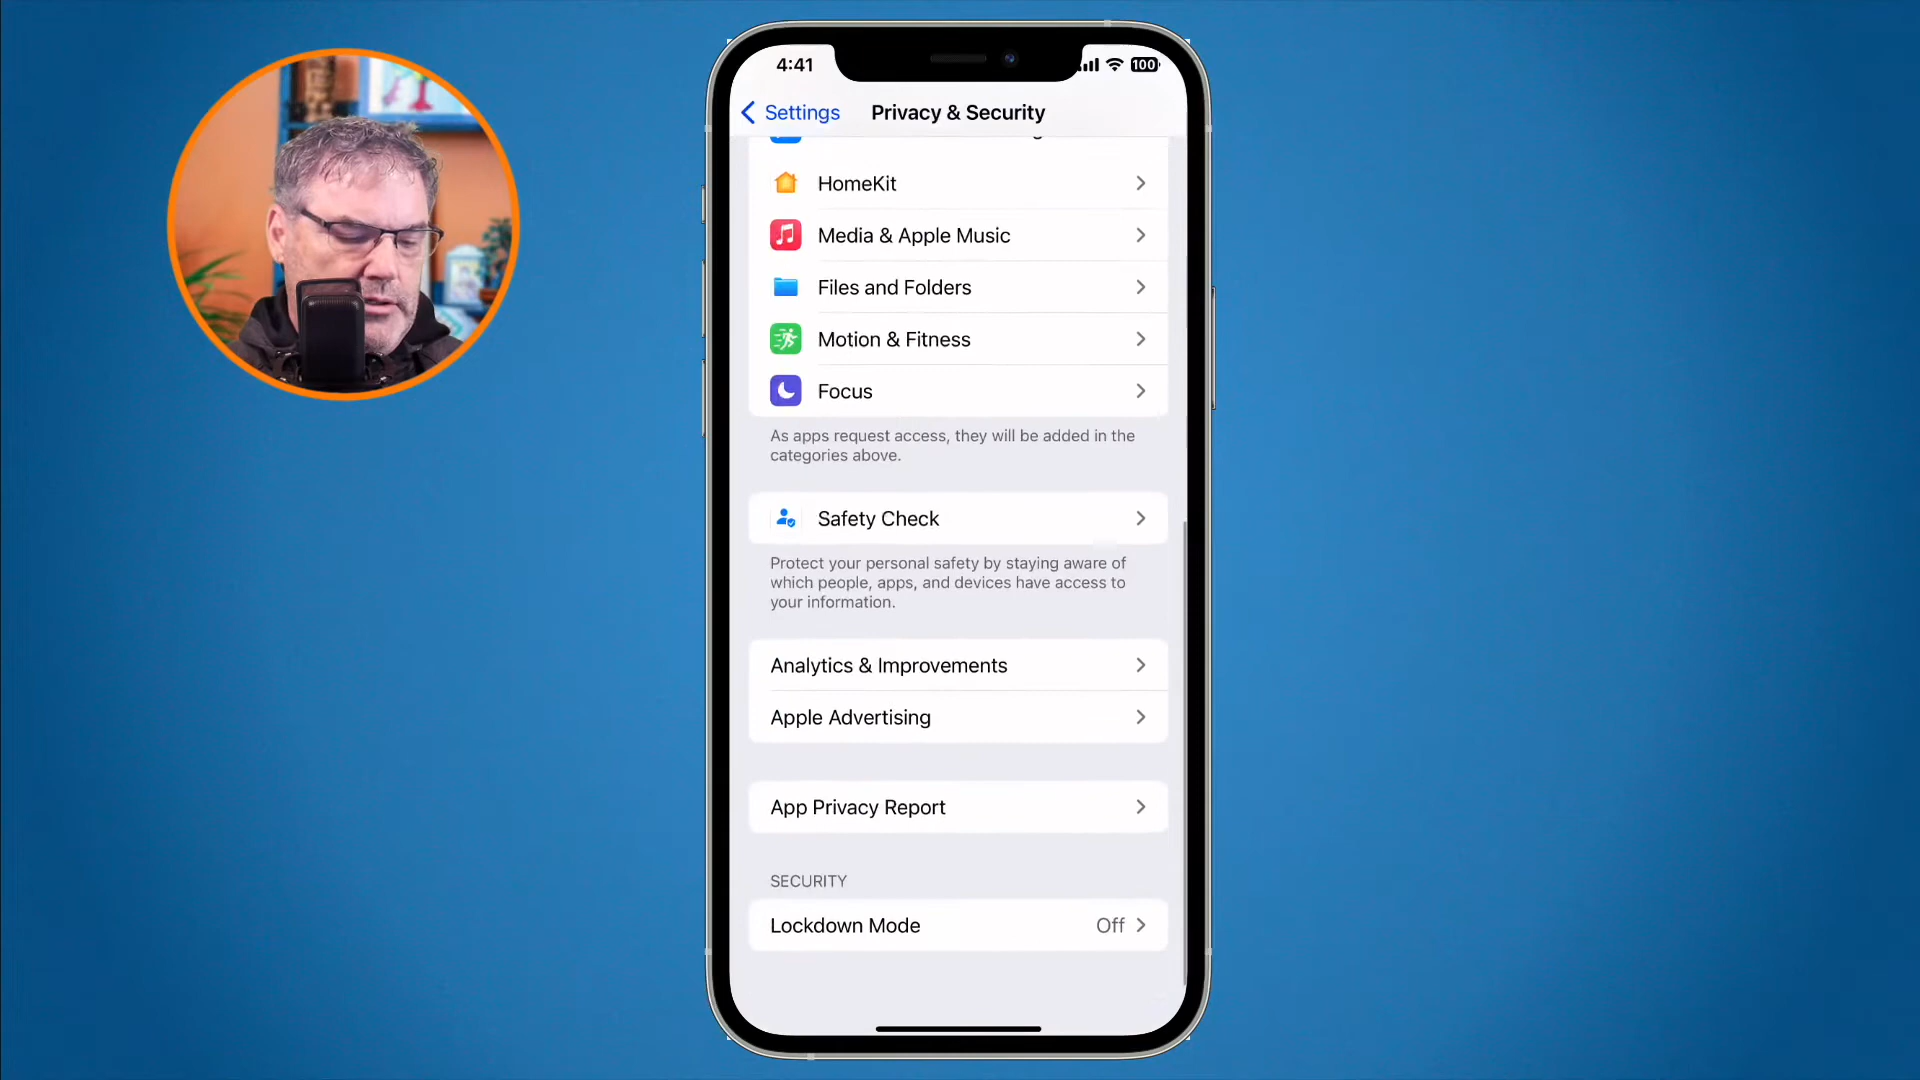 4:41
100
Settings
Privacy & Security
HomeKit
Media & Apple Music
Files and Folders
Motion & Fitness
Focus
As apps request access, they will be added in the
categories above.
Safety Check
Protect your personal safety by staying aware of
which people, apps, and devices have access to
your information.
Analytics & Improvements
Apple Advertising
App Privacy Report
SECURITY
Lockdown Mode Off